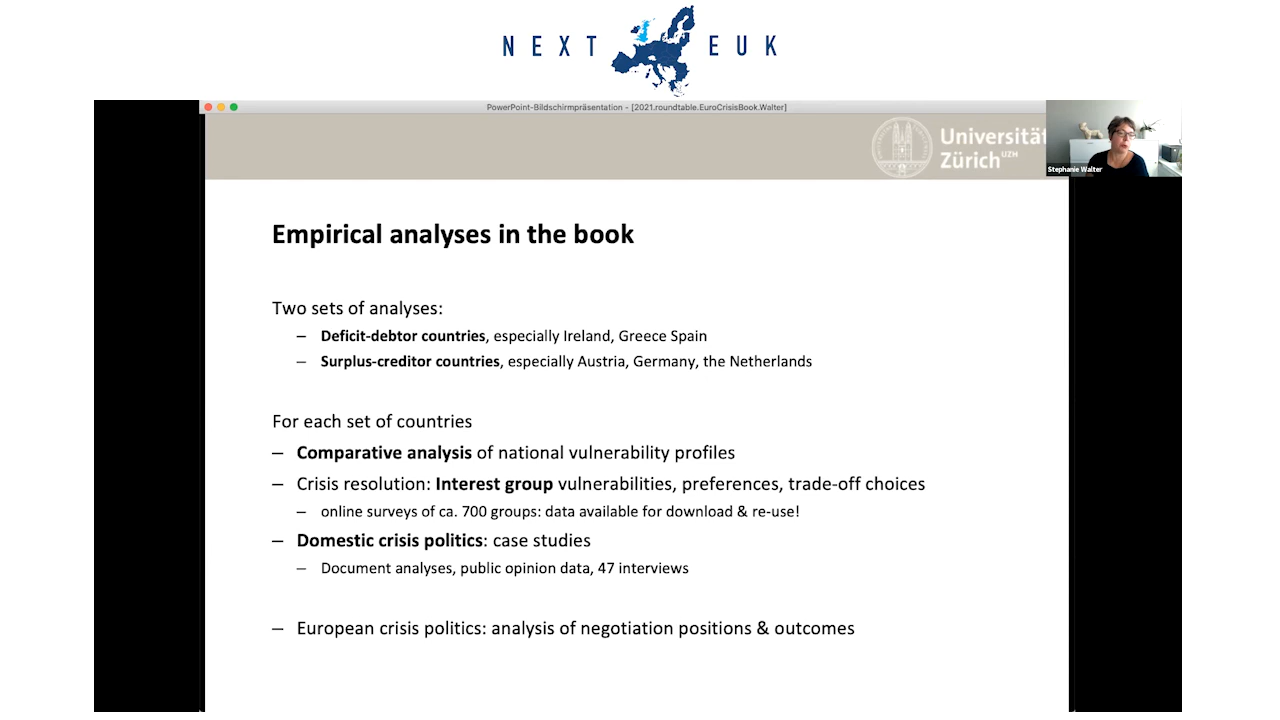 NEXT EUK
PowerPoint-Bildschirmpräsentation - [2021.roundtable.EuroCrisisBook.Walter]
Universität
Zürich UZH
Stephanie Walter
Empirical analyses in the book
Two sets of analyses:
– Deficit-debtor countries, especially Ireland, Greece Spain
– Surplus-creditor countries, especially Austria, Germany, the Netherlands
For each set of countries
– Comparative analysis of national vulnerability profiles
– Crisis resolution: Interest group vulnerabilities, preferences, trade-off choices
– online surveys of ca. 700 groups: data available for download & re-use!
– Domestic crisis politics: case studies
– Document analyses, public opinion data, 47 interviews
– European crisis politics: analysis of negotiation positions & outcomes